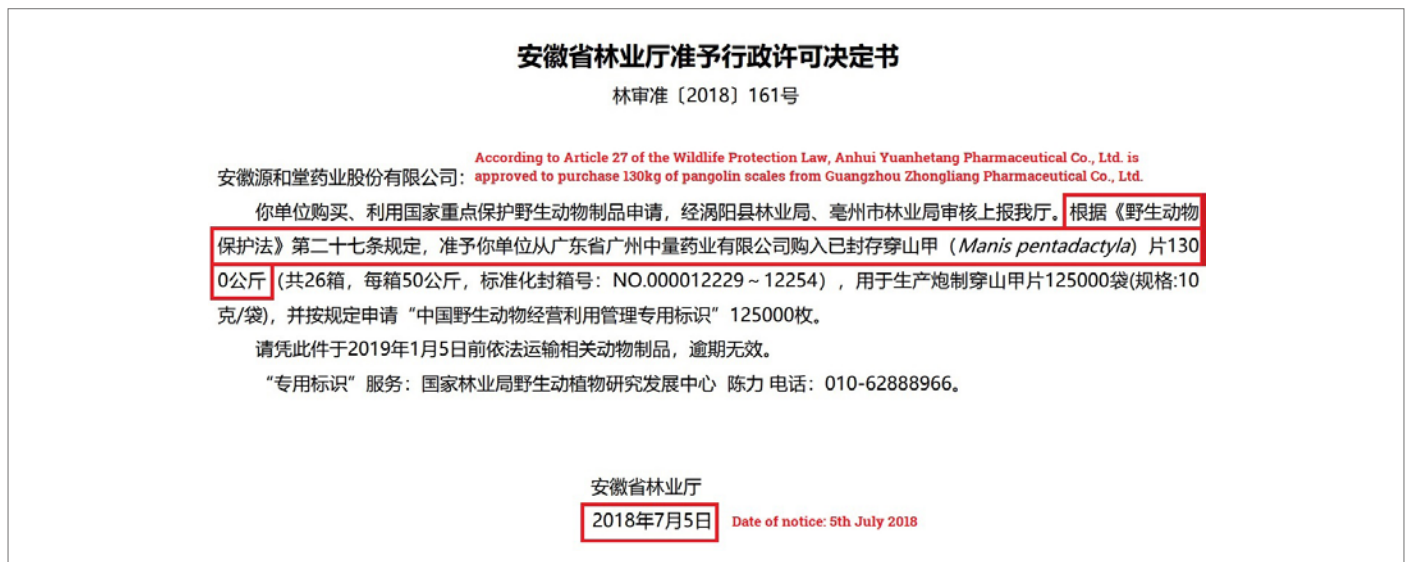 安徽省林业厅准予行政许可决定书
林审准〔2018〕161号
According to Article 27 of the Wildlife Protection Law, Anhui Yuanhetang Pharmaceutical Co., Ltd. is
安徽源和堂药业股份有限公司：approved to purchase 130kg of pangolin scales from Guangzhou Zhongliang Pharmaceutical Co., Ltd.
你单位购买、利用国家重点保护野生动物制品申请，经涡阳县林业局、亳州市林业局审核上报我厅。根据《野生动物
保护法》第二十七条规定，准予你单位从广东省广州中量药业有限公司购入已封存穿山甲（Manis pentadactyla）片130
0公斤（共26箱，每箱50公斤，标准化封箱号：NO.000012229～12254），用于生产炮制穿山甲片125000袋(规格:10
克/袋)，并按规定申请“中国野生动物经营利用管理专用标识”125000枚。
请凭此件于2019年1月5日前依法运输相关动物制品，逾期无效。
“专用标识”服务：国家林业局野生动植物研究发展中心 陈力 电话：010-62888966。
安徽省林业厅
2018年7月5日 Date of notice: 5th July 2018